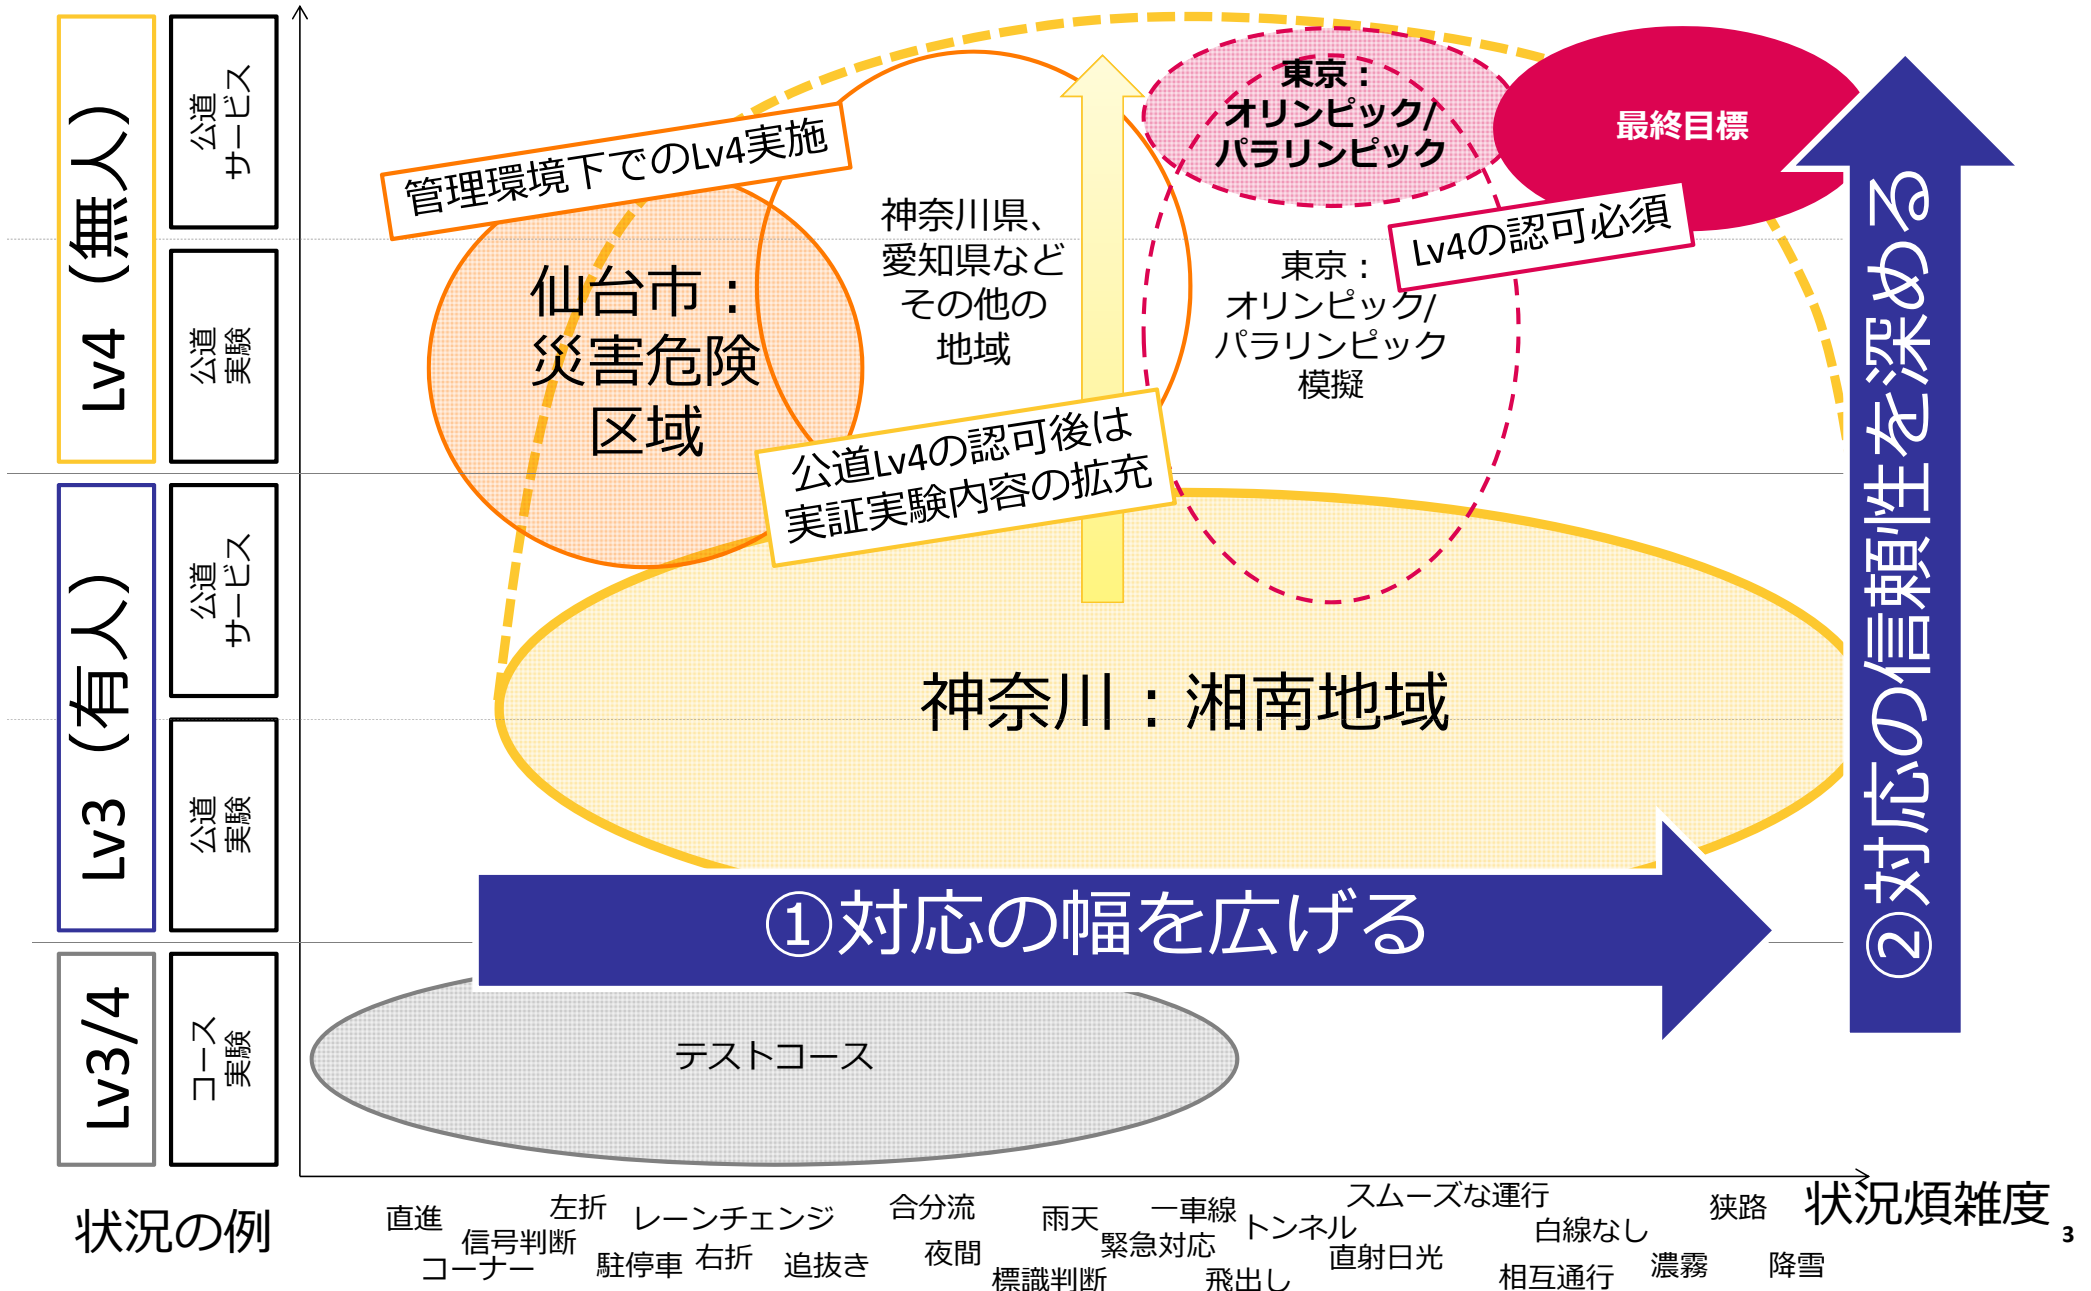 Lv4（無人）
公道
サービス
公道
実験
Lv3（有人）
公道
サービス
公道
実験
Lv3/4
コース
実験
管理環境下でのLv4実施
仙台市：
災害危険
区域
神奈川県、
愛知県など
その他の
地域
東京：
オリンピック/
パラリンピック
最終目標
Lv4の認可必須
東京：
オリンピック/
パラリンピック
模擬
公道Lv4の認可後は
実証実験内容の拡充
神奈川：湘南地域
①対応の幅を広げる
②対応の信頼性を深める
テストコース
状況の例
直進
コーナー
信号判断
左折
駐停車
レーンチェンジ
右折
追抜き
合分流
夜間
雨天
標識判断
一車線
緊急対応
飛出し
トンネル
スムーズな運行
直射日光
白線なし
相互通行
狭路
濃霧
降雪
状況煩雑度
3